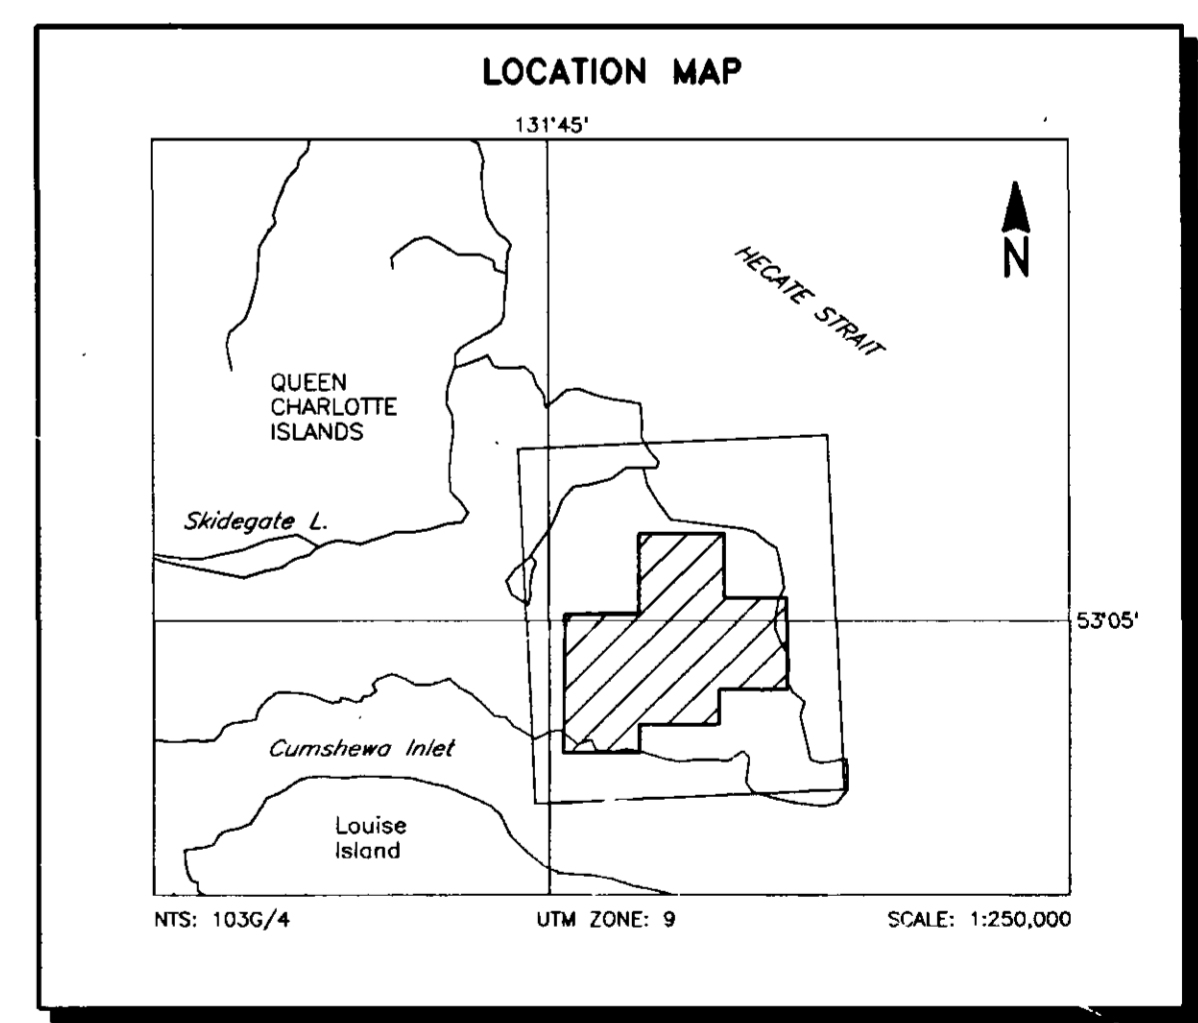 LOCATION MAP
131°45'
N
HECATE STRAIT
QUEEN
CHARLOTTE
ISLANDS
Skidegate L.
53°05'
Cumshewa Inlet
Louise
Island
NTS: 103G/4
UTM ZONE: 9
SCALE: 1:250,000